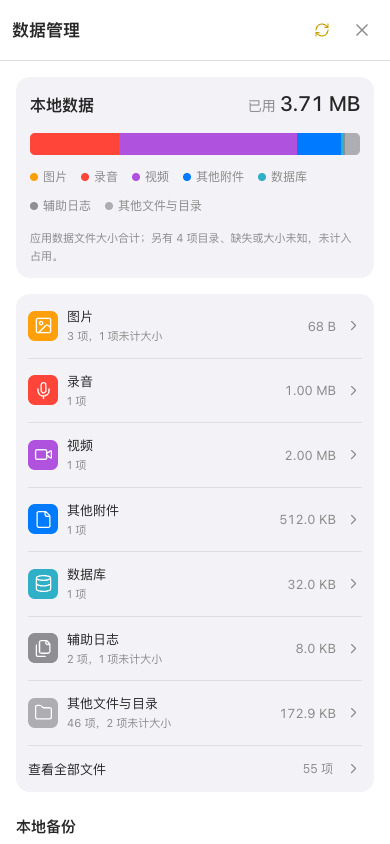 数据管理
本地数据
已用 3.71 MB
图片 录音 视频 其他附件 数据库
辅助日志 其他文件与目录
应用数据文件大小合计；另有 4 项目录、缺失或大小未知，未计入
占用。
图片
3 项，1 项未计大小
68 B
录音
1 项
1.00 MB
视频
1 项
2.00 MB
其他附件
1 项
512.0 KB
数据库
1 项
32.0 KB
辅助日志
2 项，1 项未计大小
8.0 KB
其他文件与目录
46 项，2 项未计大小
172.9 KB
查看全部文件
55 项
本地备份